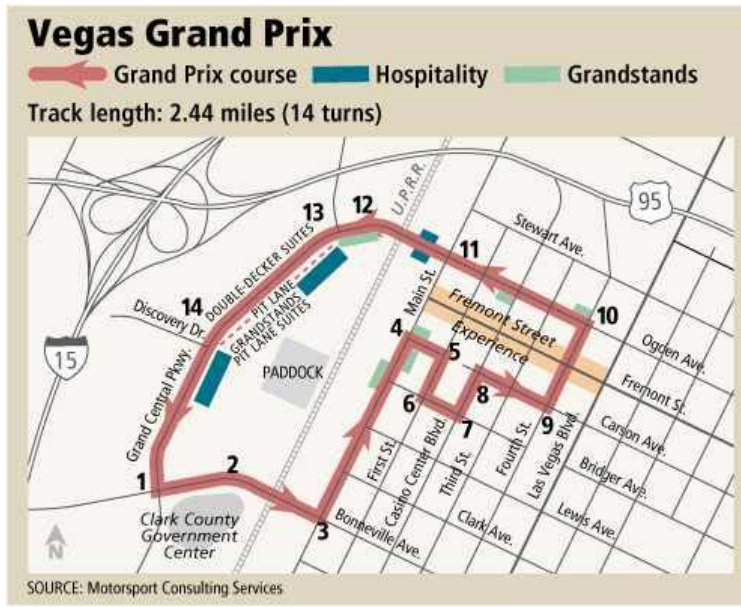 Vegas Grand Prix
Grand Prix course
Hospitality
Grandstands
Track length: 2.44 miles (14 turns)
U.P.R.R.
95
13
12
11
Stewart Ave.
DOUBLE-DECKER SUITES
14
PIT LANE
GRANDSTANDS
PIT LANE SUITES
Discovery Dr.
Main St.
10
Fremont Street
Experience
Ogden Ave.
15
PADDOCK
4
5
Fremont St.
Grand Central Pkwy.
6
7
8
9
Carson Ave.
First St.
Casino Center Blvd.
Third St.
Fourth St.
Las Vegas Blvd.
Bridger Ave.
1
2
3
Clark County
Government
Center
Bonneville Ave.
Clark Ave.
Lewis Ave.
N
SOURCE: Motorsport Consulting Services